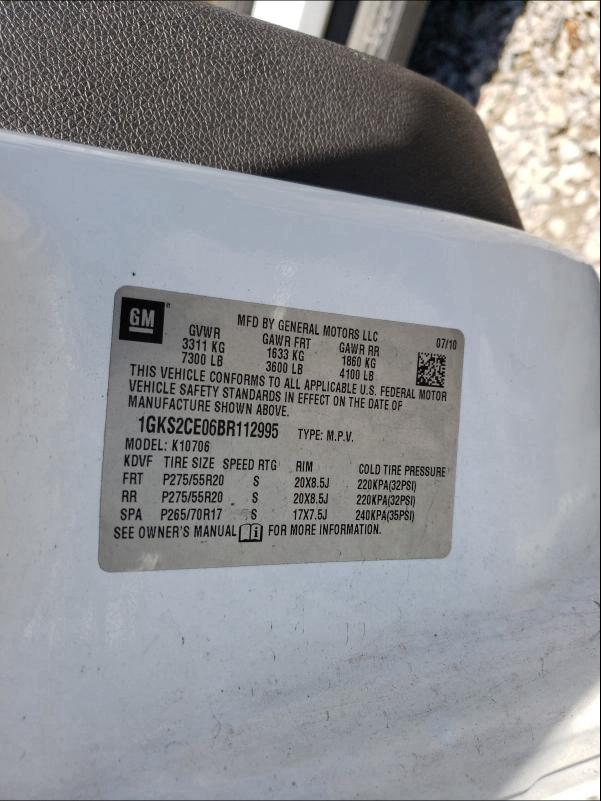 GM®
MFD BY GENERAL MOTORS LLC 07/10
GVWR GAWR FRT GAWR RR
3311 KG 1633 KG 1860 KG
7300 LB 3600 LB 4100 LB
THIS VEHICLE CONFORMS TO ALL APPLICABLE U.S. FEDERAL MOTOR
VEHICLE SAFETY STANDARDS IN EFFECT ON THE DATE OF
MANUFACTURE SHOWN ABOVE.
1GKS2CE06BR112995 TYPE: M.P.V.
MODEL: K10706
KDVF TIRE SIZE SPEED RTG RIM COLD TIRE PRESSURE
FRT P275/55R20 S 20X8.5J 220KPA(32PSI)
RR P275/55R20 S 20X8.5J 220KPA(32PSI)
SPA P265/70R17 S 17X7.5J 240KPA(35PSI)
SEE OWNER'S MANUAL i FOR MORE INFORMATION.